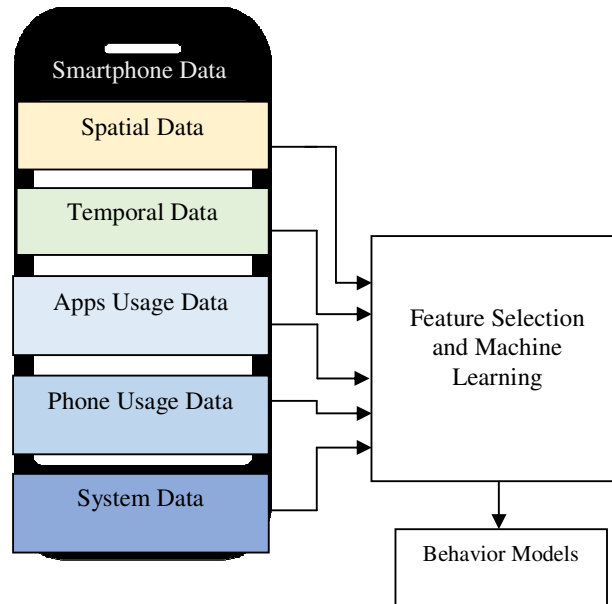 Smartphone Data
Spatial Data
Temporal Data
Apps Usage Data
Phone Usage Data
System Data
Feature Selection
and Machine
Learning
Behavior Models